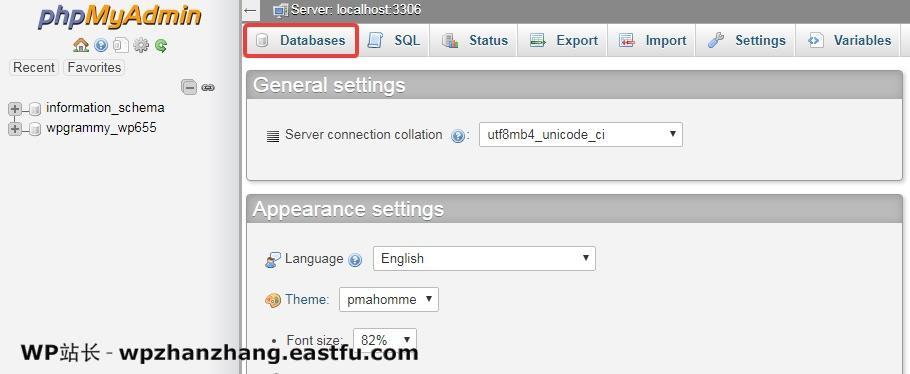 phpMyAdmin
Recent Favorites
information_schema
wpgrammy_wp655
Server: localhost:3306
Databases SQL Status Export Import Settings Variables
General settings
Server connection collation : utf8mb4_unicode_ci
Appearance settings
Language English
Theme: pmahomme
• Font size: 82%
WP站长 - wpzhanzhang.eastfu.com